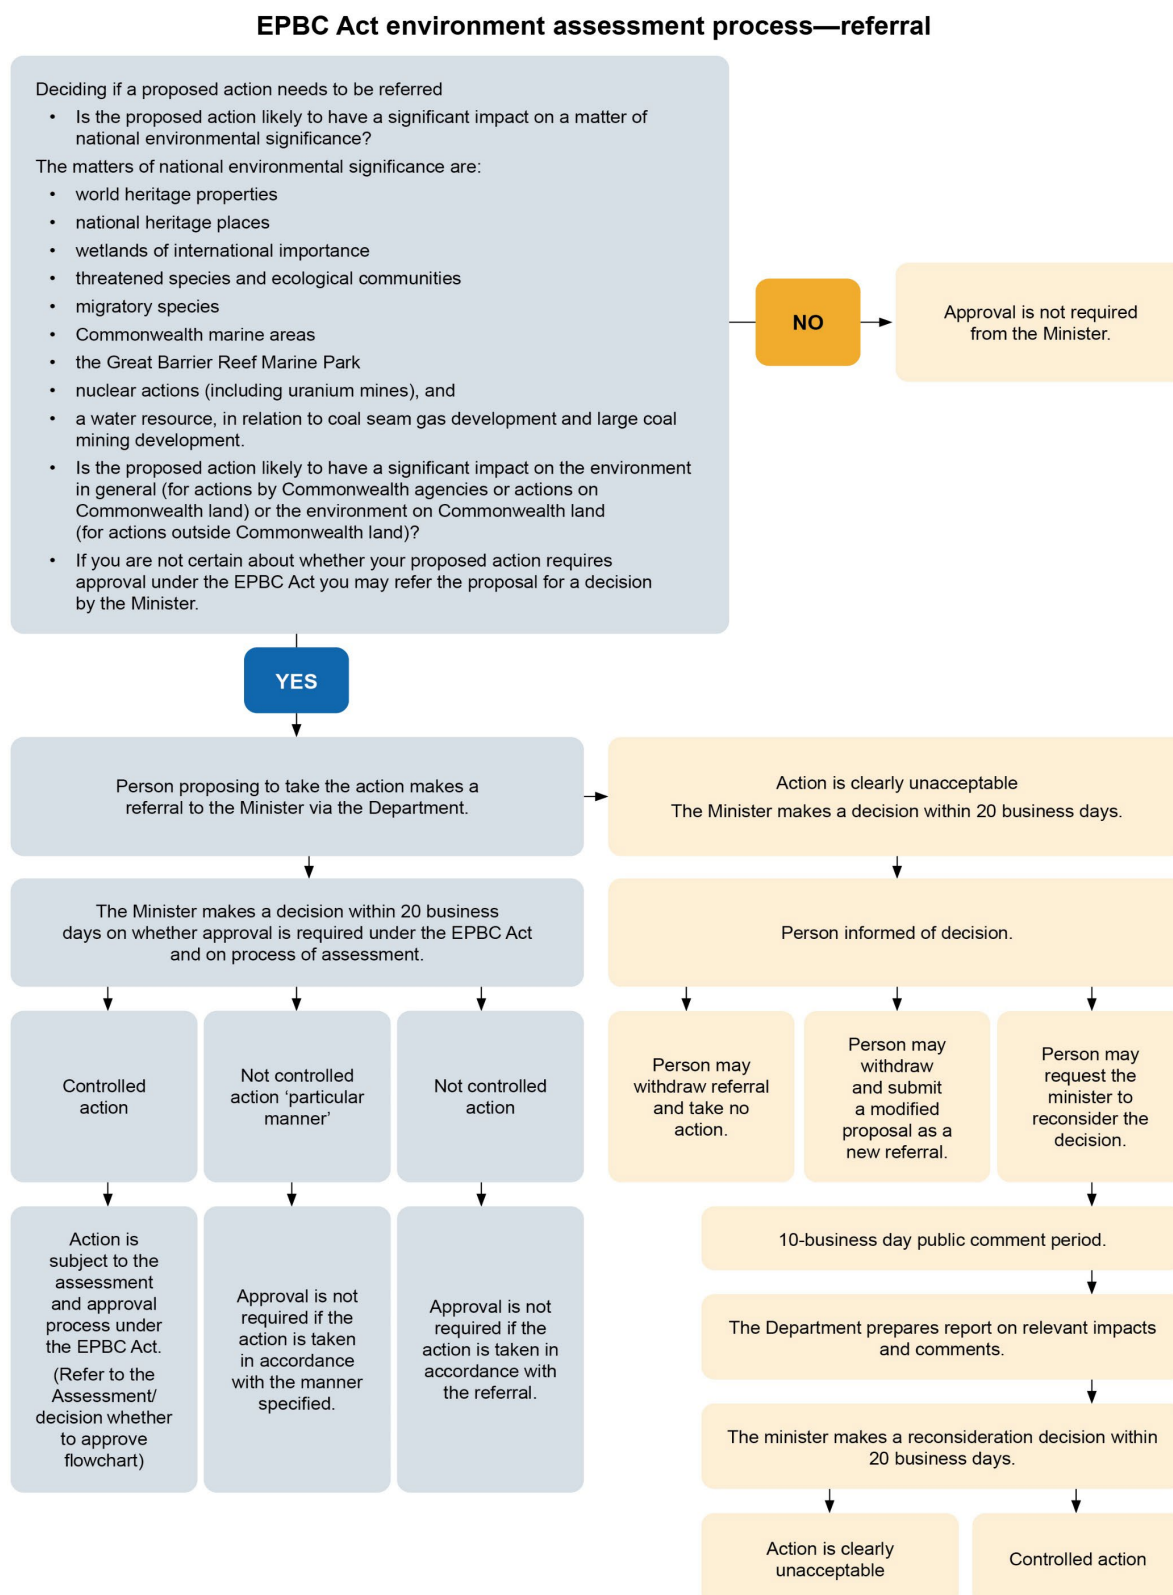 EPBC Act environment assessment process—referral
Deciding if a proposed action needs to be referred
• Is the proposed action likely to have a significant impact on a matter of
national environmental significance?
The matters of national environmental significance are:
• world heritage properties
• national heritage places
• wetlands of international importance
• threatened species and ecological communities
• migratory species
• Commonwealth marine areas
• the Great Barrier Reef Marine Park
• nuclear actions (including uranium mines), and
• a water resource, in relation to coal seam gas development and large coal
mining development.
• Is the proposed action likely to have a significant impact on the environment
in general (for actions by Commonwealth agencies or actions on
Commonwealth land) or the environment on Commonwealth land
(for actions outside Commonwealth land)?
• If you are not certain about whether your proposed action requires
approval under the EPBC Act you may refer the proposal for a decision
by the Minister.
NO
Approval is not required
from the Minister.
YES
Person proposing to take the action makes a
referral to the Minister via the Department.
Action is clearly unacceptable
The Minister makes a decision within 20 business days.
The Minister makes a decision within 20 business
days on whether approval is required under the EPBC Act
and on process of assessment.
Person informed of decision.
Controlled
action
Not controlled
action ‘particular
manner’
Not controlled
action
Person may
withdraw referral
and take no
action.
Person may
withdraw
and submit
a modified
proposal as a
new referral.
Person may
request the
minister to
reconsider the
decision.
Action is
subject to the
assessment
and approval
process under
the EPBC Act.
(Refer to the
Assessment/
decision whether
to approve
flowchart)
Approval is not
required if the
action is taken
in accordance
with the manner
specified.
Approval is not
required if the
action is taken in
accordance with
the referral.
10-business day public comment period.
The Department prepares report on relevant impacts
and comments.
The minister makes a reconsideration decision within
20 business days.
Action is clearly
unacceptable
Controlled action